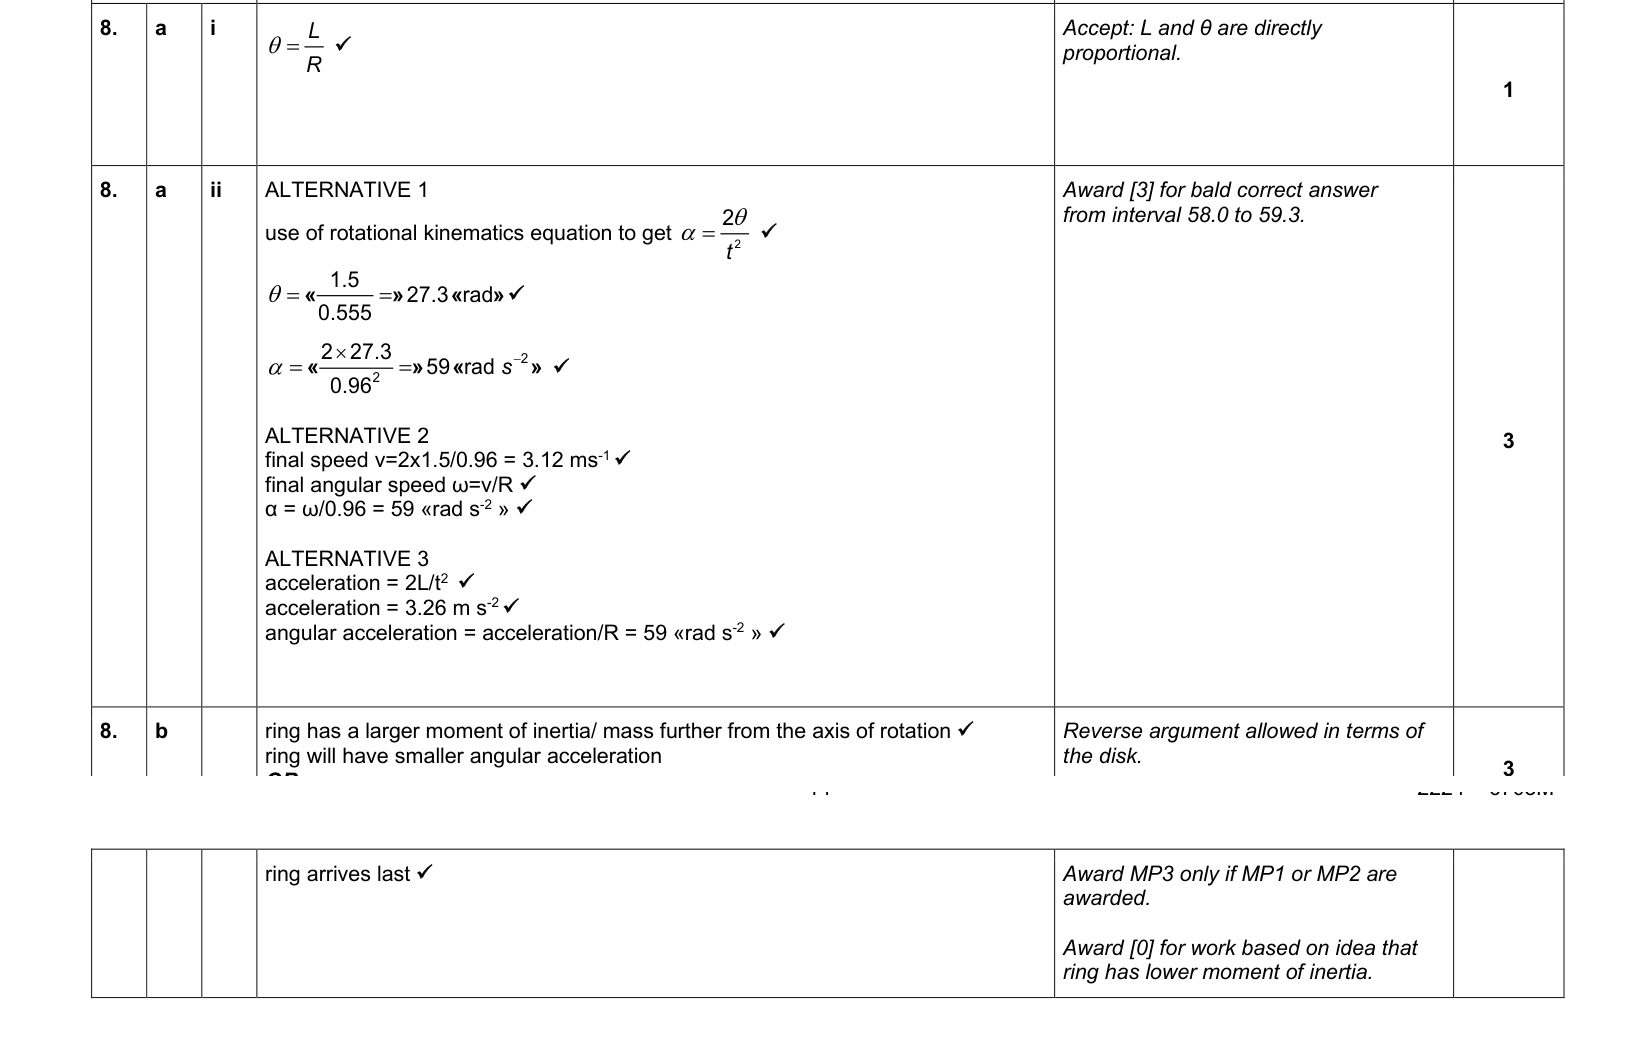 8. a i θ = L/R ✓ Accept: L and θ are directly
proportional.
1
8. a ii ALTERNATIVE 1 Award [3] for bald correct answer
from interval 58.0 to 59.3.
use of rotational kinematics equation to get α = 2θ/t² ✓
θ = «1.5/0.555 =» 27.3 «rad» ✓
α = «2×27.3/0.96² =» 59 «rad s⁻²» ✓
ALTERNATIVE 2
3
final speed v=2x1.5/0.96 = 3.12 ms⁻¹ ✓
final angular speed ω=v/R ✓
α = ω/0.96 = 59 «rad s⁻² » ✓
ALTERNATIVE 3
acceleration = 2L/t² ✓
acceleration = 3.26 m s⁻² ✓
angular acceleration = acceleration/R = 59 «rad s⁻² » ✓
8. b ring has a larger moment of inertia/ mass further from the axis of rotation ✓ Reverse argument allowed in terms of
ring will have smaller angular acceleration the disk.
3
ring arrives last ✓ Award MP3 only if MP1 or MP2 are
awarded.
Award [0] for work based on idea that
ring has lower moment of inertia.